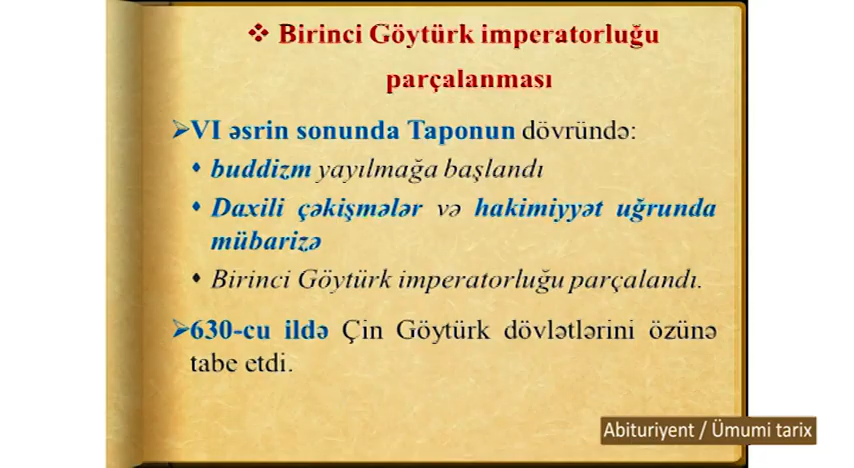 ❖ Birinci Göytürk imperatorluğu
parçalanması
➢VI əsrin sonunda Taponun dövründə:
• buddizm yayılmağa başlandı
• Daxili çəkişmələr və hakimiyyət uğrunda
mübarizə
• Birinci Göytürk imperatorluğu parçalandı.
➢630-cu ildə Çin Göytürk dövlətlərini özünə
tabe etdi.
Abituriyent / Ümumi tarix